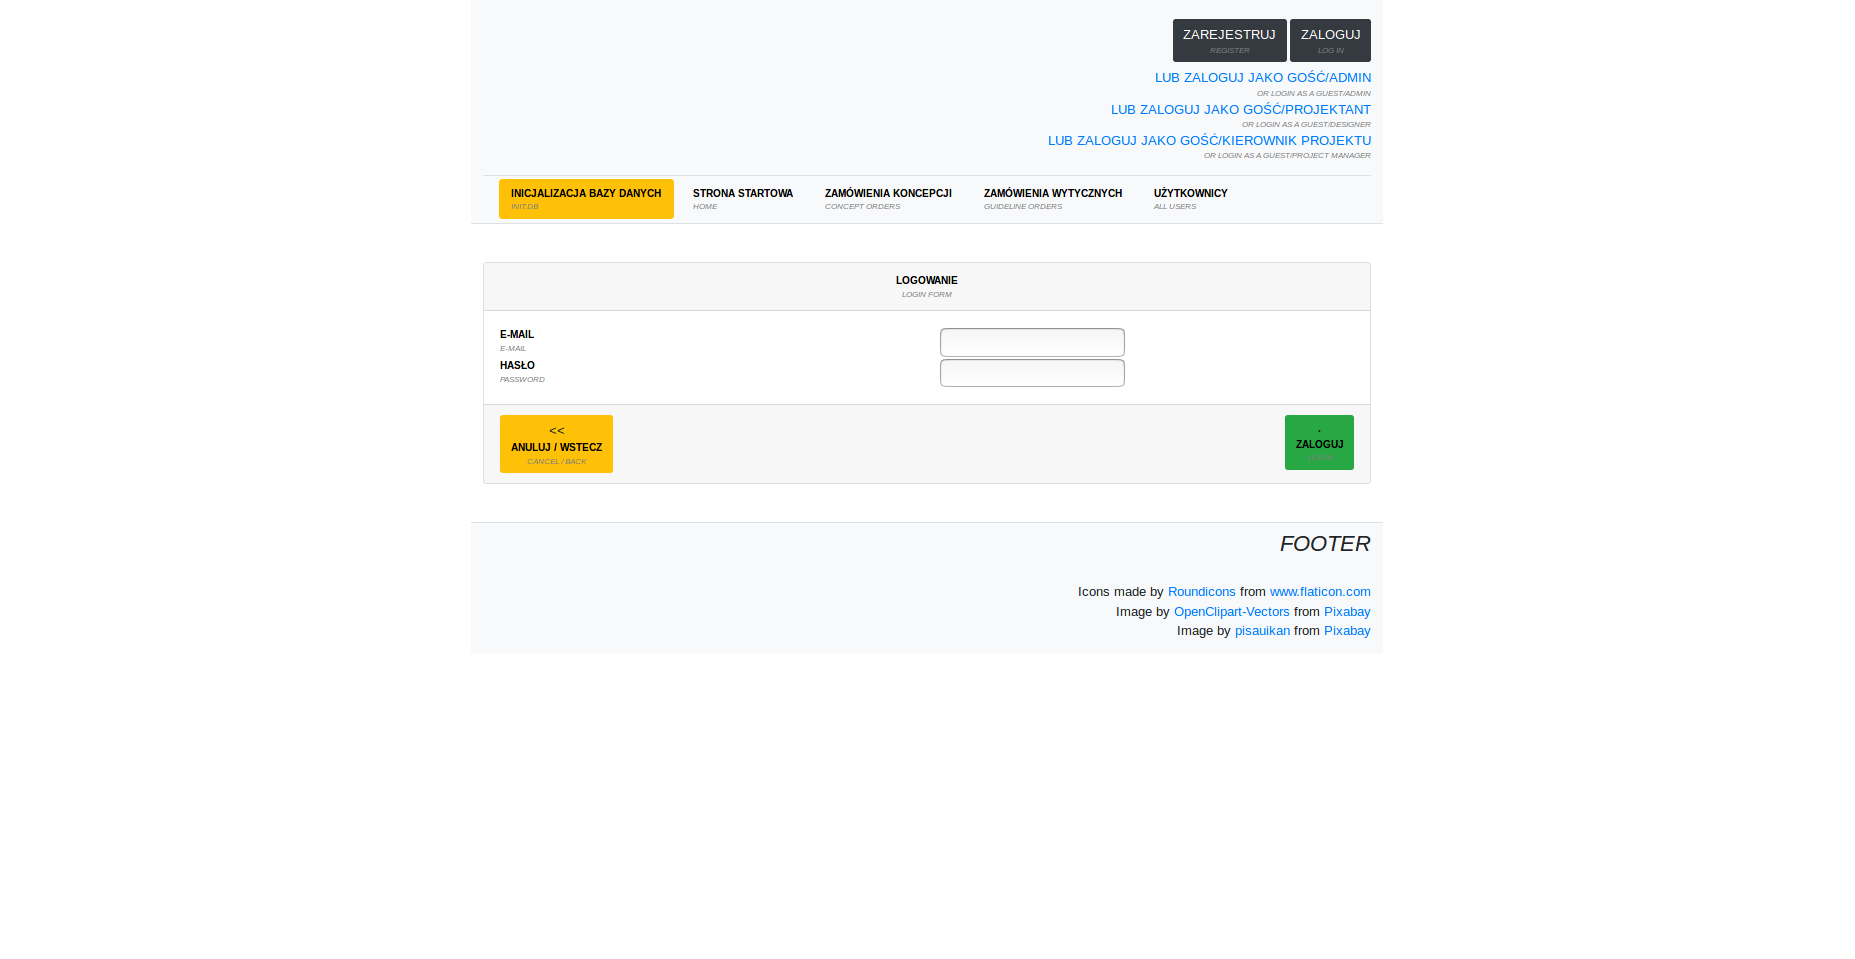 ZAREJESTRUJ ZALOGUJ
REGISTER LOG IN
LUB ZALOGUJ JAKO GOŚĆ/ADMIN
OR LOGIN AS A GUEST/ADMIN
LUB ZALOGUJ JAKO GOŚĆ/PROJEKTANT
OR LOGIN AS A GUEST/DESIGNER
LUB ZALOGUJ JAKO GOŚĆ/KIEROWNIK PROJEKTU
OR LOGIN AS A GUEST/PROJECT MANAGER
INICJALIZACJA BAZY DANYCH STRONA STARTOWA ZAMÓWIENIA KONCEPCJI ZAMÓWIENIA WYTYCZNYCH UŻYTKOWNICY
INIT.DB HOME CONCEPT ORDERS GUIDELINE ORDERS ALL USERS
LOGOWANIE
LOGIN FORM
E-MAIL
E-MAIL
HASŁO
PASSWORD
<< .
ANULUJ / WSTECZ ZALOGUJ
CANCEL / BACK
FOOTER
Icons made by Roundicons from www.flaticon.com
Image by OpenClipart-Vectors from Pixabay
Image by pisauikan from Pixabay